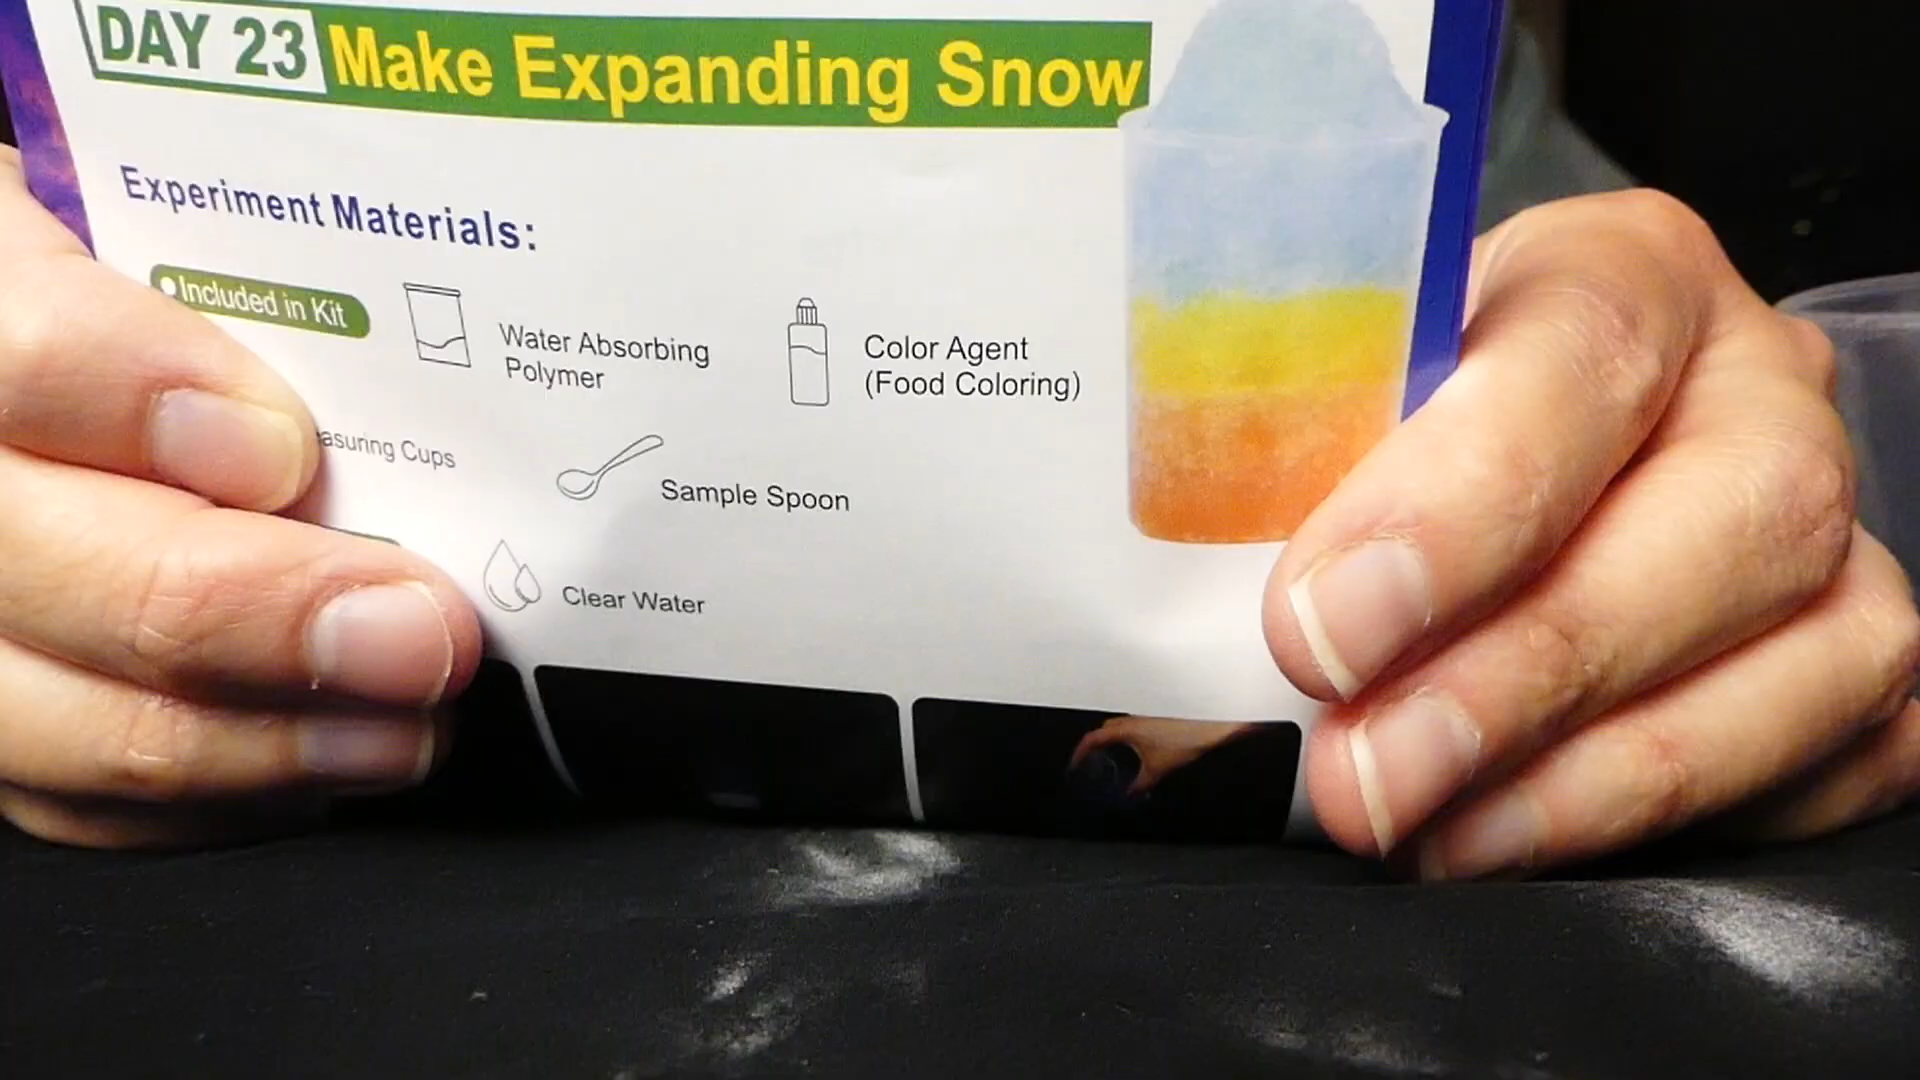 DAY 23 Make Expanding Snow
Experiment Materials:
Included in Kit
Water Absorbing
Polymer
Color Agent
(Food Coloring)
Cups
Sample Spoon
Clear Water